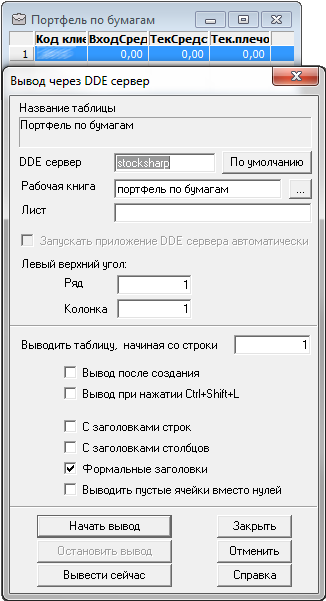 Портфель по бумагам
Код клие ВходСред ТекСредс Тек.плечо
1 0,00 0,00 0,00
Вывод через DDE сервер
Название таблицы
Портфель по бумагам
DDE сервер stocksharp По умолчанию
Рабочая книга портфель по бумагам ...
Лист
Запускать приложение DDE сервера автоматически
Левый верхний угол:
Ряд 1
Колонка 1
Выводить таблицу, начиная со строки 1
Вывод после создания
Вывод при нажатии Ctrl+Shift+L
С заголовками строк
С заголовками столбцов
Формальные заголовки
Выводить пустые ячейки вместо нулей
Начать вывод Закрыть
Остановить вывод Отменить
Вывести сейчас Справка